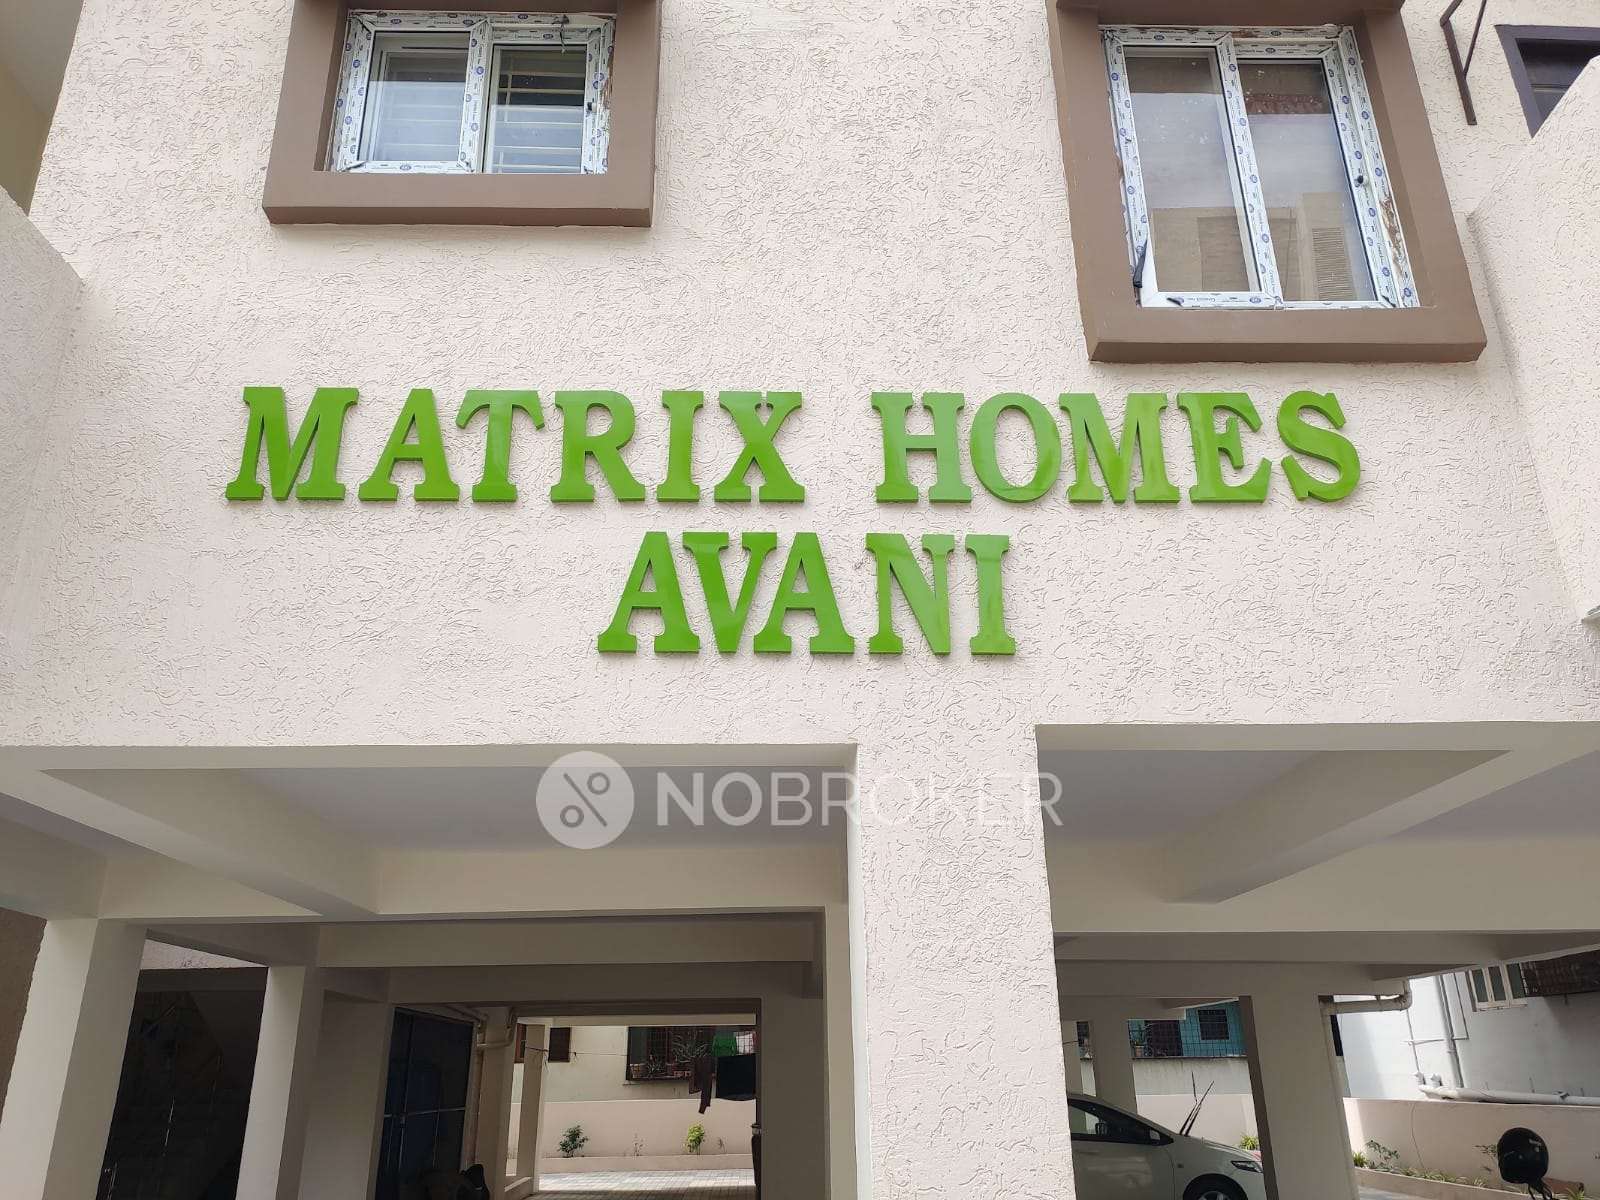 MATRIX HOMES
AVANI
NOBROKER